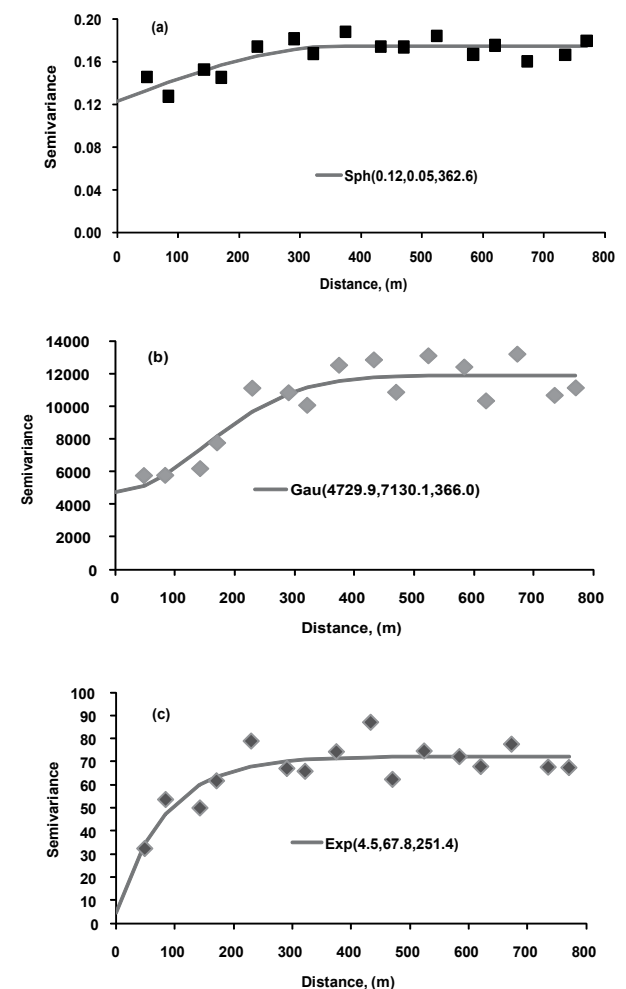 (a)
Semivariance
0.20
0.16
0.12
0.08
0.04
0.00
Sph(0.12,0.05,362.6)
0 100 200 300 400 500 600 700 800
Distance, (m)
(b)
Semivariance
14000
12000
10000
8000
6000
4000
2000
0
Gau(4729.9,7130.1,366.0)
0 100 200 300 400 500 600 700 800
Distance, (m)
(c)
Semivariance
100
90
80
70
60
50
40
30
20
10
0
Exp(4.5,67.8,251.4)
0 100 200 300 400 500 600 700 800
Distance, (m)